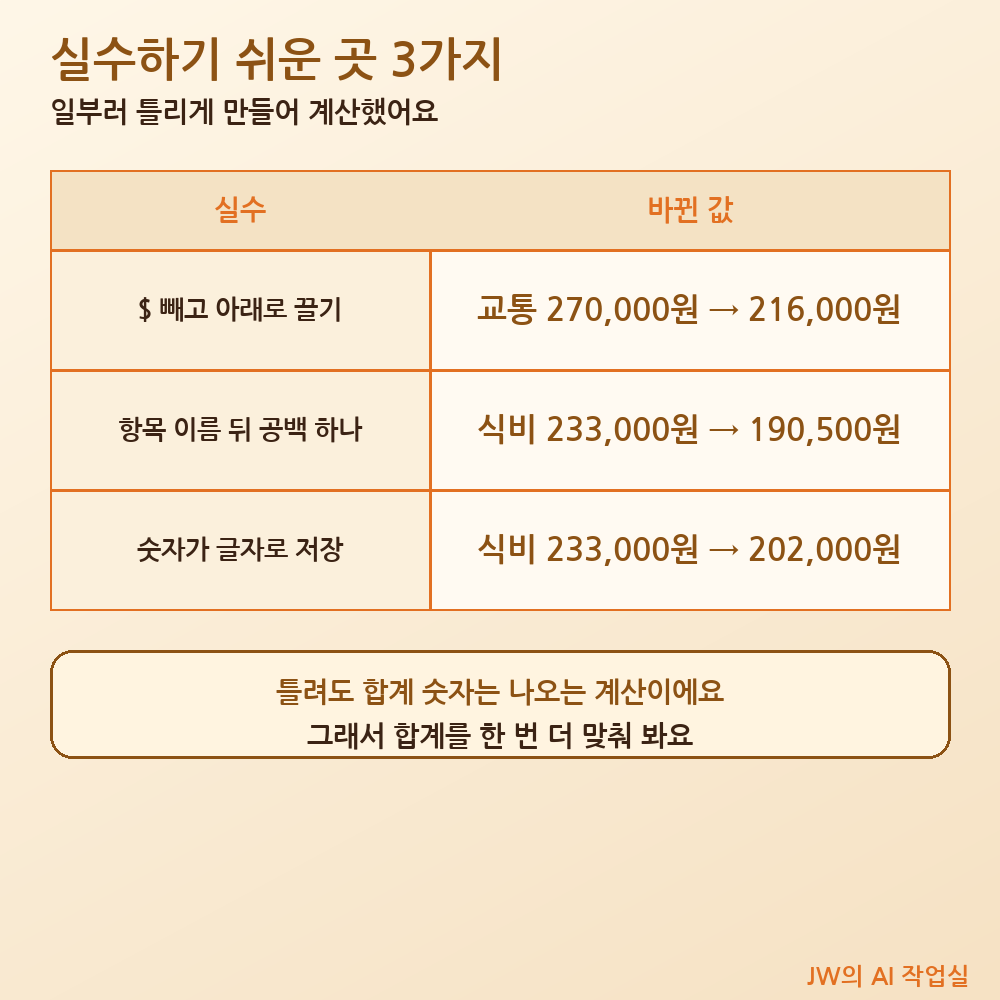 실수하기 쉬운 곳 3가지
일부러 틀리게 만들어 계산했어요
실수 바뀐 값
$ 빼고 아래로 끌기 교통 270,000원 → 216,000원
항목 이름 뒤 공백 하나 식비 233,000원 → 190,500원
숫자가 글자로 저장 식비 233,000원 → 202,000원
틀려도 합계 숫자는 나오는 계산이에요
그래서 합계를 한 번 더 맞춰 봐요
JW의 AI 작업실